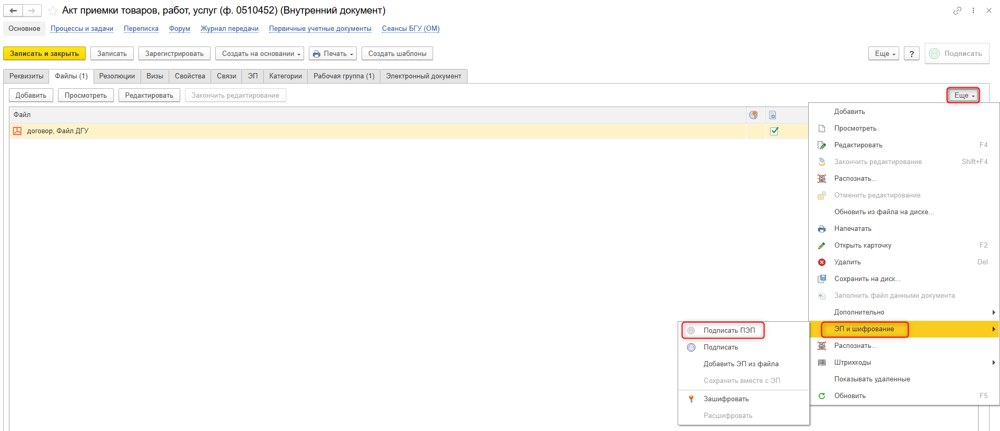 Акт приемки товаров, работ, услуг (ф. 0510452) (Внутренний документ)
Основное Процессы и задачи Переписка Форум Журнал передачи Первичные учетные документы Сеансы БГУ (ОМ)
Записать и закрыть Записать Зарегистрировать Создать на основании Печать Создать шаблоны Еще ? Подписать
Реквизиты Файлы (1) Резолюции Визы Свойства Связи ЭП Категории Рабочая группа (1) Электронный документ
Добавить Просмотреть Редактировать Закончить редактирование Еще
Файл
договор, Файл ДГУ
Добавить
Просмотреть
Редактировать F4
Закончить редактирование Shift+F4
Распознать...
Отменить редактирование
Обновить из файла на диске...
Напечатать
Открыть карточку F2
Удалить Del
Сохранить на диск...
Заполнить файл данными документа
Дополнительно
ЭП и шифрование
Распознать...
Штрихкоды
Показывать удаленные
Обновить F5
Подписать ПЭП
Подписать
Добавить ЭП из файла
Сохранить вместе с ЭП
Зашифровать
Расшифровать